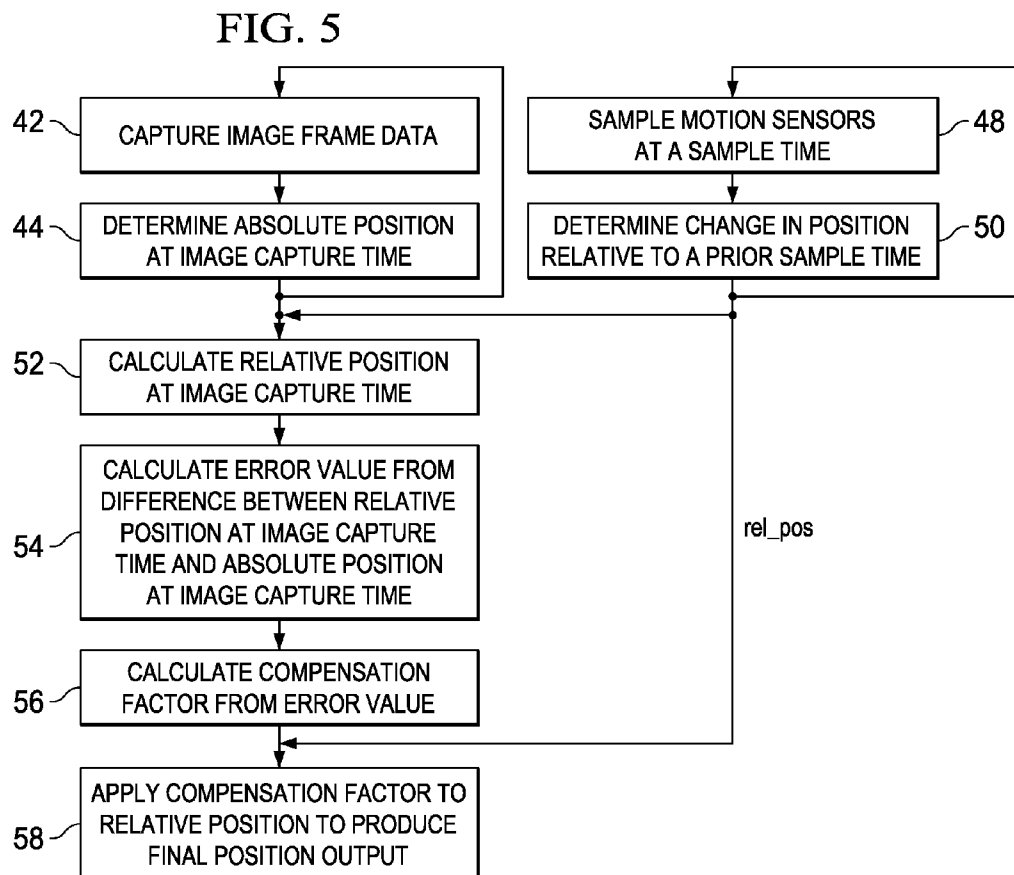 FIG. 5
42
CAPTURE IMAGE FRAME DATA
44
DETERMINE ABSOLUTE POSITION
AT IMAGE CAPTURE TIME
SAMPLE MOTION SENSORS
AT A SAMPLE TIME
48
DETERMINE CHANGE IN POSITION
RELATIVE TO A PRIOR SAMPLE TIME
50
52
CALCULATE RELATIVE POSITION
AT IMAGE CAPTURE TIME
54
CALCULATE ERROR VALUE FROM
DIFFERENCE BETWEEN RELATIVE
POSITION AT IMAGE CAPTURE
TIME AND ABSOLUTE POSITION
AT IMAGE CAPTURE TIME
rel_pos
56
CALCULATE COMPENSATION
FACTOR FROM ERROR VALUE
58
APPLY COMPENSATION FACTOR TO
RELATIVE POSITION TO PRODUCE
FINAL POSITION OUTPUT